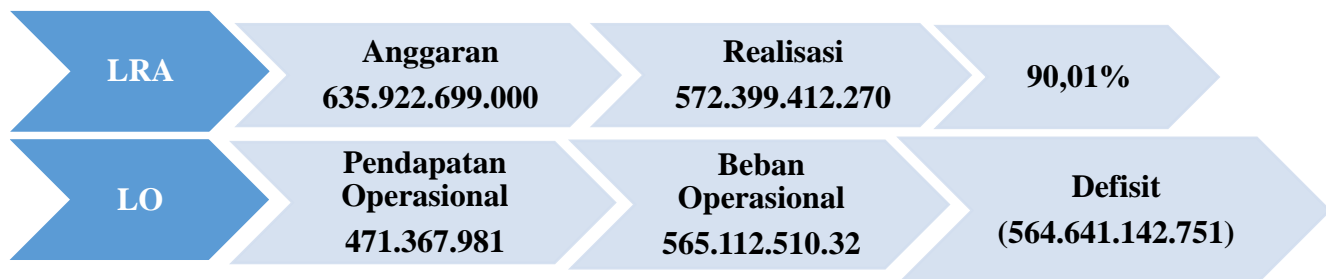 LRA
Anggaran
635.922.699.000
Realisasi
572.399.412.270
90,01%
LO
Pendapatan
Operasional
471.367.981
Beban
Operasional
565.112.510.32
Defisit
(564.641.142.751)